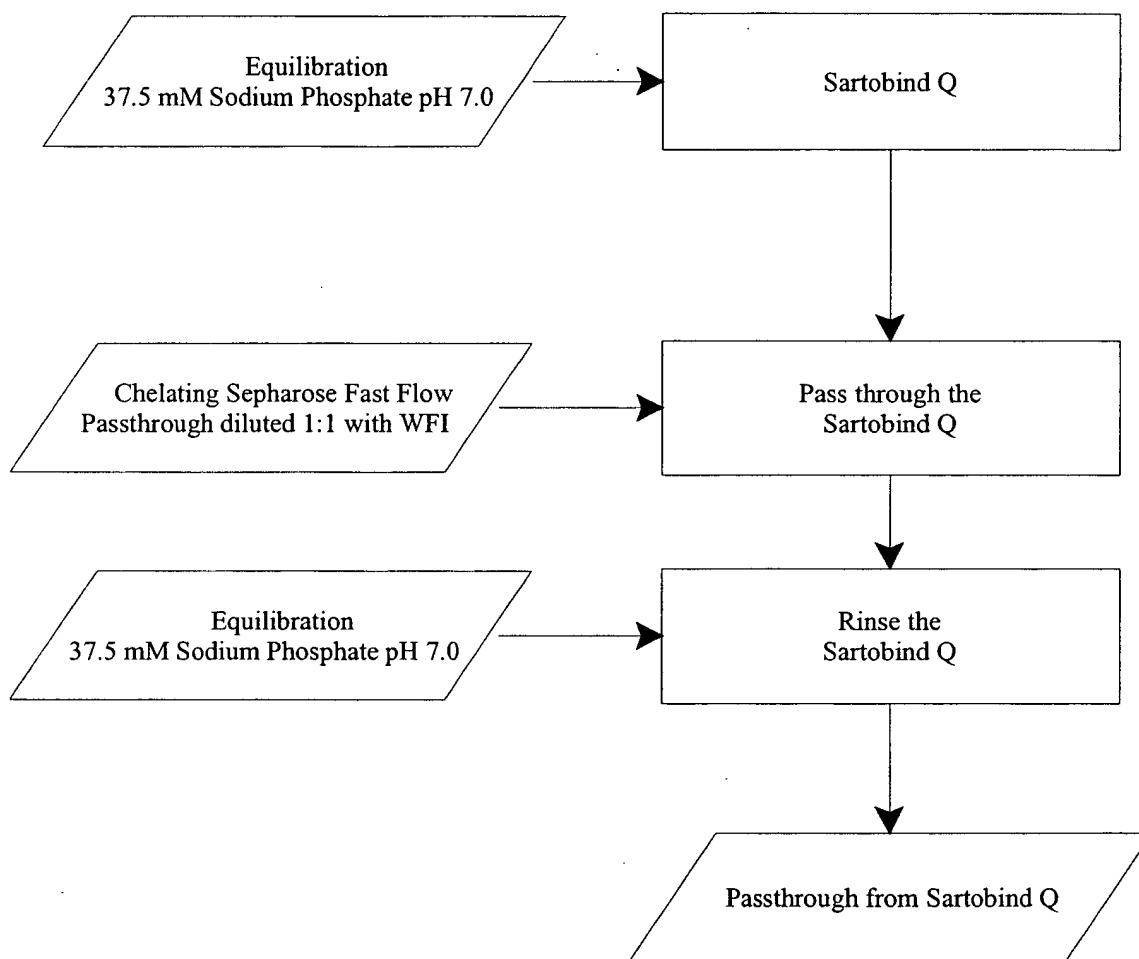 Equilibration
37.5 mM Sodium Phosphate pH 7.0
Sartobind Q
Chelating Sepharose Fast Flow
Passthrough diluted 1:1 with WFI
Pass through the
Sartobind Q
Equilibration
37.5 mM Sodium Phosphate pH 7.0
Rinse the
Sartobind Q
Passthrough from Sartobind Q